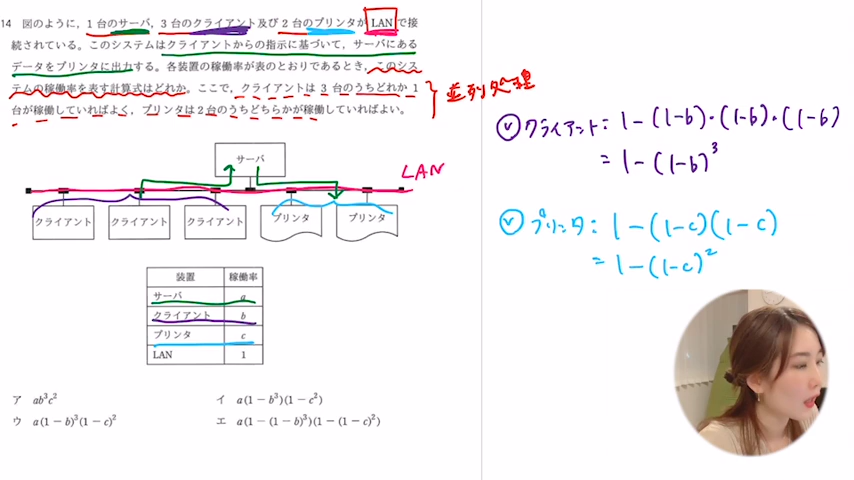 14 図のように，1台のサーバ，3台のクライアント及び2台のプリンタがLANで接
続されている。このシステムはクライアントからの指示に基づいて，サーバにある
データをプリンタに出力する。各装置の稼働率が表のとおりであるとき，このシス
テムの稼働率を表す計算式はどれか。ここで，クライアントは3台のうちどれか1
台が稼働していればよく，プリンタは2台のうちどちらかが稼働していればよい。
並列処理
サーバ
LAN
クライアント クライアント クライアント プリンタ プリンタ
装置 稼働率
サーバ a
クライアント b
プリンタ c
LAN 1
ア ab³c² イ a(1−b³)(1−c²)
ウ a(1−b)³(1−c)² エ a(1−(1−b)³)(1−(1−c)²)
クライアント: 1−(1−b)・(1−b)・(1−b)
= 1−(1−b)³
プリンタ: 1−(1−c)(1−c)
= 1−(1−c)²